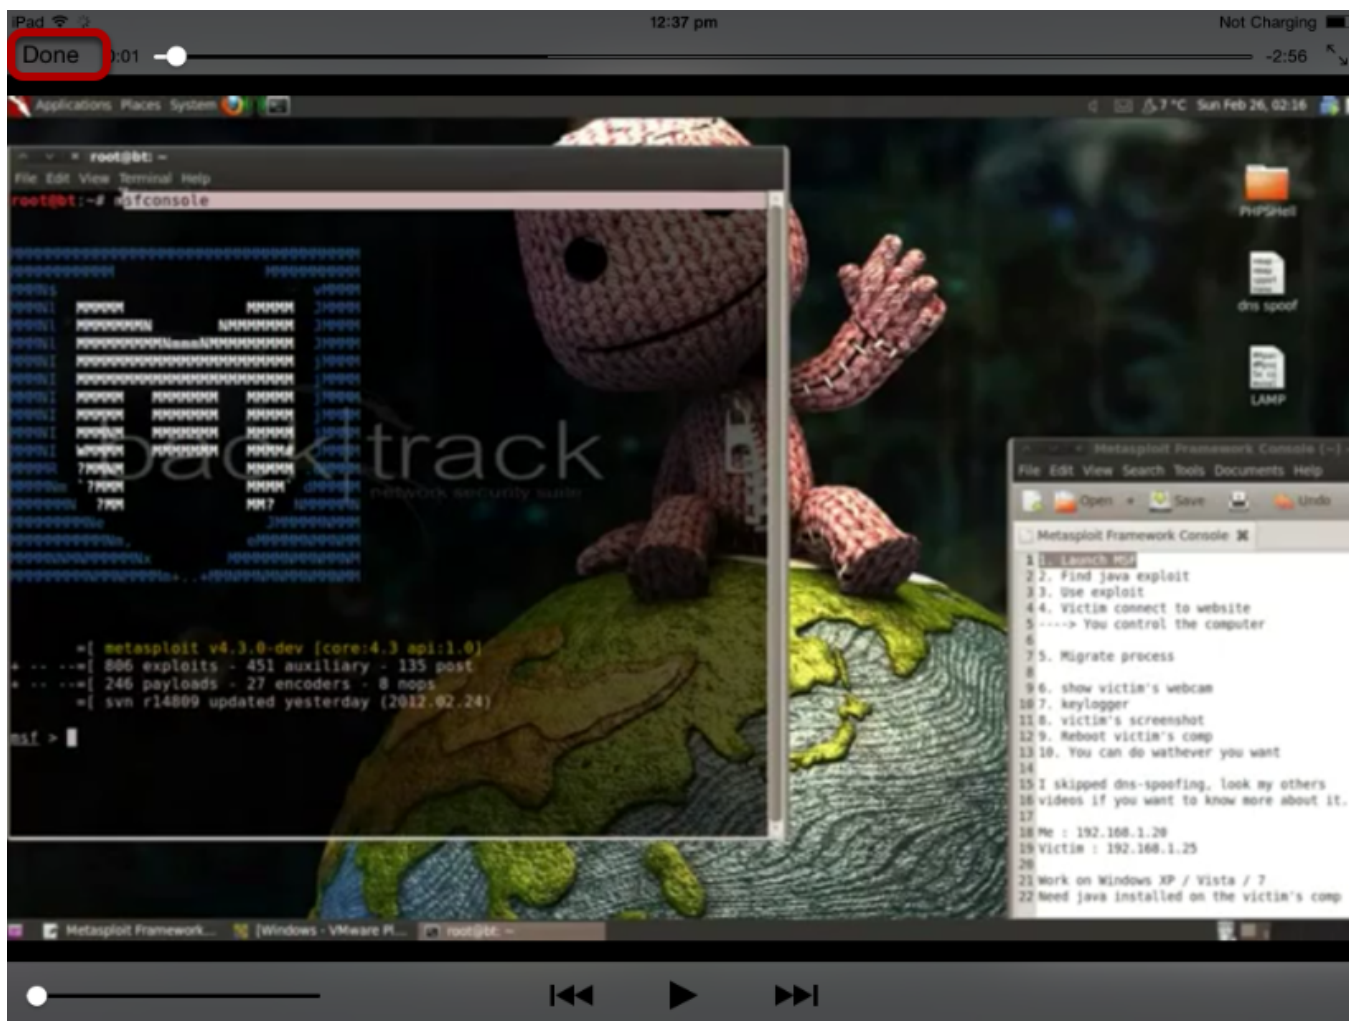 iPad 12:37 pm Not Charging
Done 0:01 -2:56
Applications Places System 7 °C Sun Feb 26, 02:16
root@bt: ~
File Edit View Terminal Help
root@bt:~# msfconsole
back|track
network security suite
=[ metasploit v4.3.0-dev [core:4.3 api:1.0]
+ -- --=[ 806 exploits - 451 auxiliary - 135 post
+ -- --=[ 246 payloads - 27 encoders - 8 nops
=[ svn r14809 updated yesterday (2012.02.24)
msf >
PHPShell
dns spoof
LAMP
Metasploit Framework Console (~)
File Edit View Search Tools Documents Help
Open Save Undo
Metasploit Framework Console
1 1. Launch MSF
2 2. Find java exploit
3 3. Use exploit
4 4. Victim connect to website
5 ----> You control the computer
6
7 5. Migrate process
8
9 6. show victim's webcam
10 7. keylogger
11 8. victim's screenshot
12 9. Reboot victim's comp
13 10. You can do wathever you want
14
15 I skipped dns-spoofing, look my others
16 videos if you want to know more about it.
17
18 Me : 192.168.1.20
19 Victim : 192.168.1.25
20
21 Work on Windows XP / Vista / 7
22 Need java installed on the victim's comp
Metasploit Framework... [Windows - VMware Pl... root@bt: ~